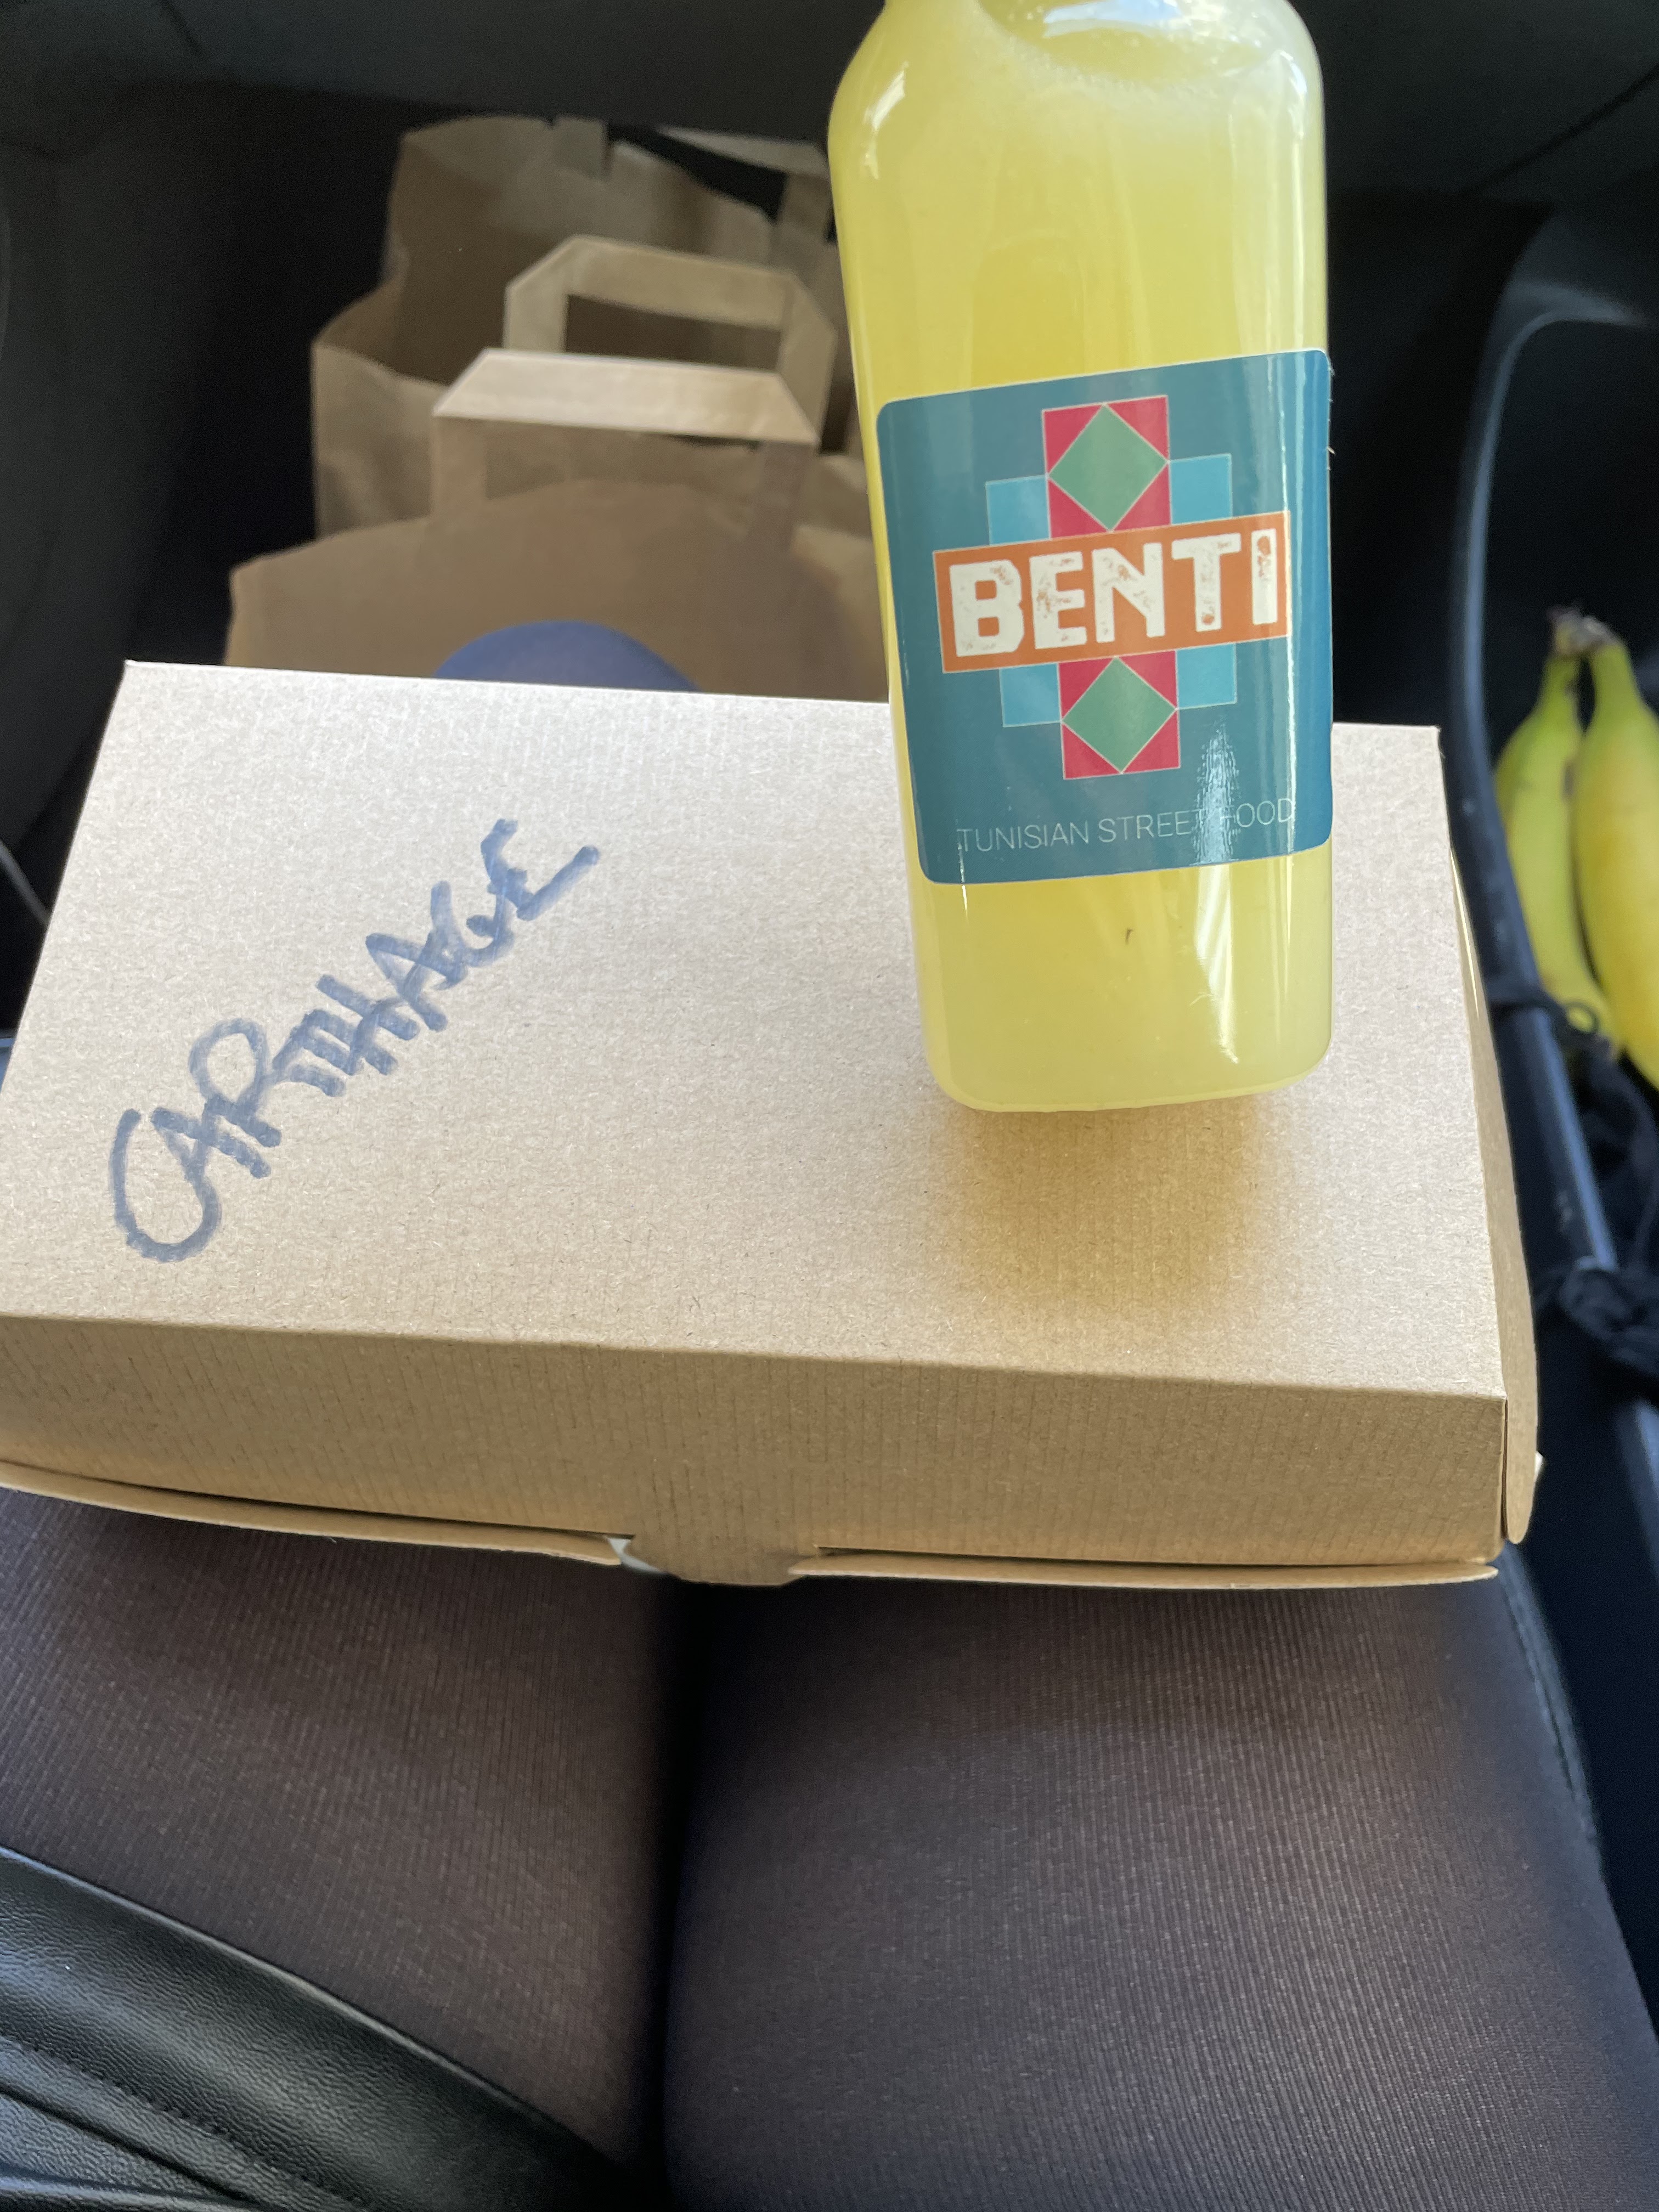 BENTI
TUNISIAN STREET FOOD
CARTHAGE